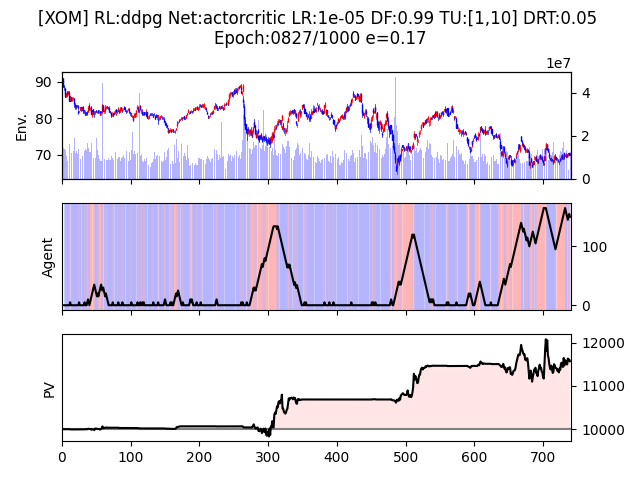 [XOM] RL:ddpg Net:actorcritic LR:1e-05 DF:0.99 TU:[1,10] DRT:0.05
Epoch:0827/1000 e=0.17
1e7
90
80
70
Env.
4
2
0
Agent
100
0
PV
12000
11000
10000
0 100 200 300 400 500 600 700